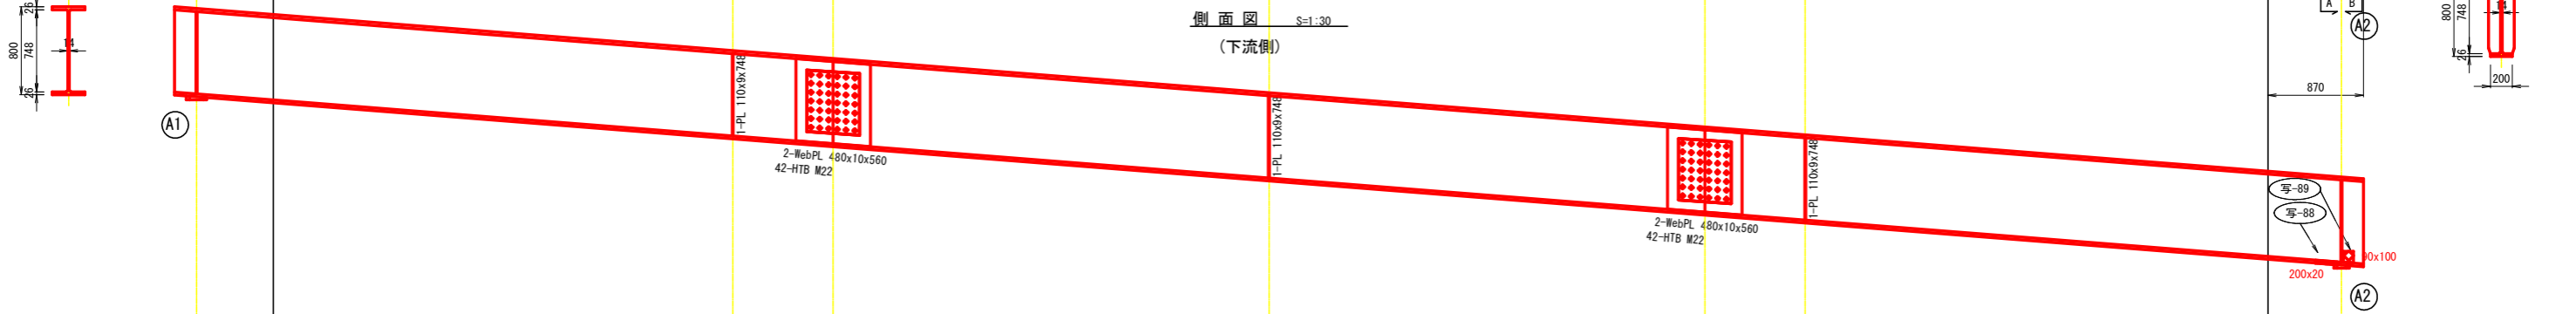 26
800
748
14
26
A1
側面図 S=1:30
(下流側)
1-PL 110x9x748
2-WebPL 480x10x560
42-HTB M22
1-PL 110x9x748
2-WebPL 480x10x560
42-HTB M22
1-PL 110x9x748
A B
A2
870
写-89
写-88
200x20
90x100
A2
800
748
14
26
200